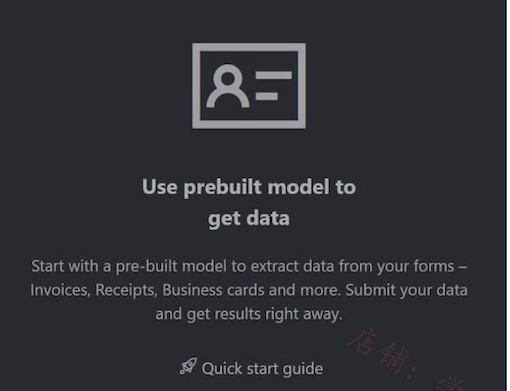 Use prebuilt model to
get data
Start with a pre-built model to extract data from your forms –
Invoices, Receipts, Business cards and more. Submit your data
and get results right away.
Quick start guide
店铺：学